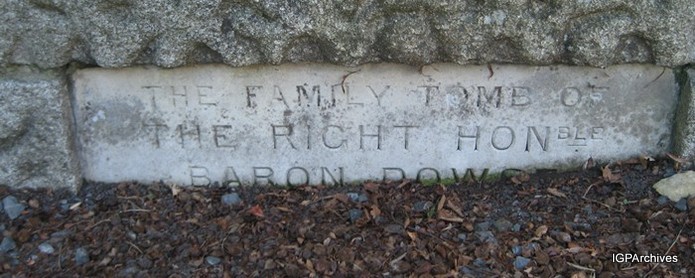 THE FAMILY TOMB OF
THE RIGHT HONBLE
BARON
IGPArchives